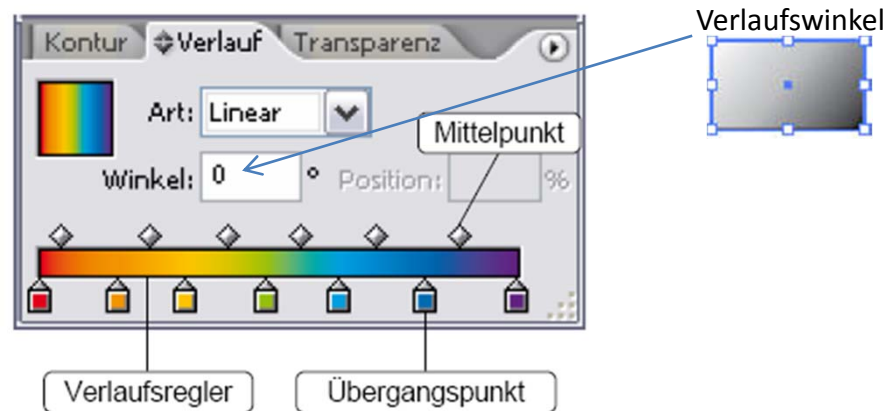 Verlaufswinkel
Kontur Verlauf Transparenz
Art: Linear
Mittelpunkt
Winkel: 0 ° Position: %
Verlaufsregler Übergangspunkt